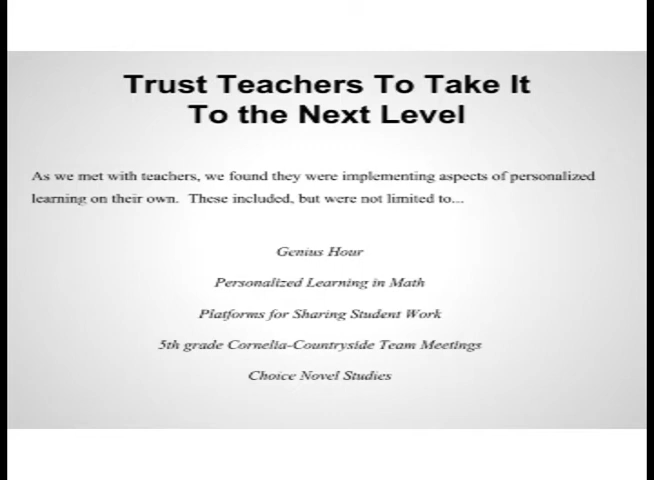 Trust Teachers To Take It
To the Next Level
As we met with teachers, we found they were implementing aspects of personalized
learning on their own. These included, but were not limited to...
Genius Hour
Personalized Learning in Math
Platforms for Sharing Student Work
5th grade Cornelia-Countryside Team Meetings
Choice Novel Studies